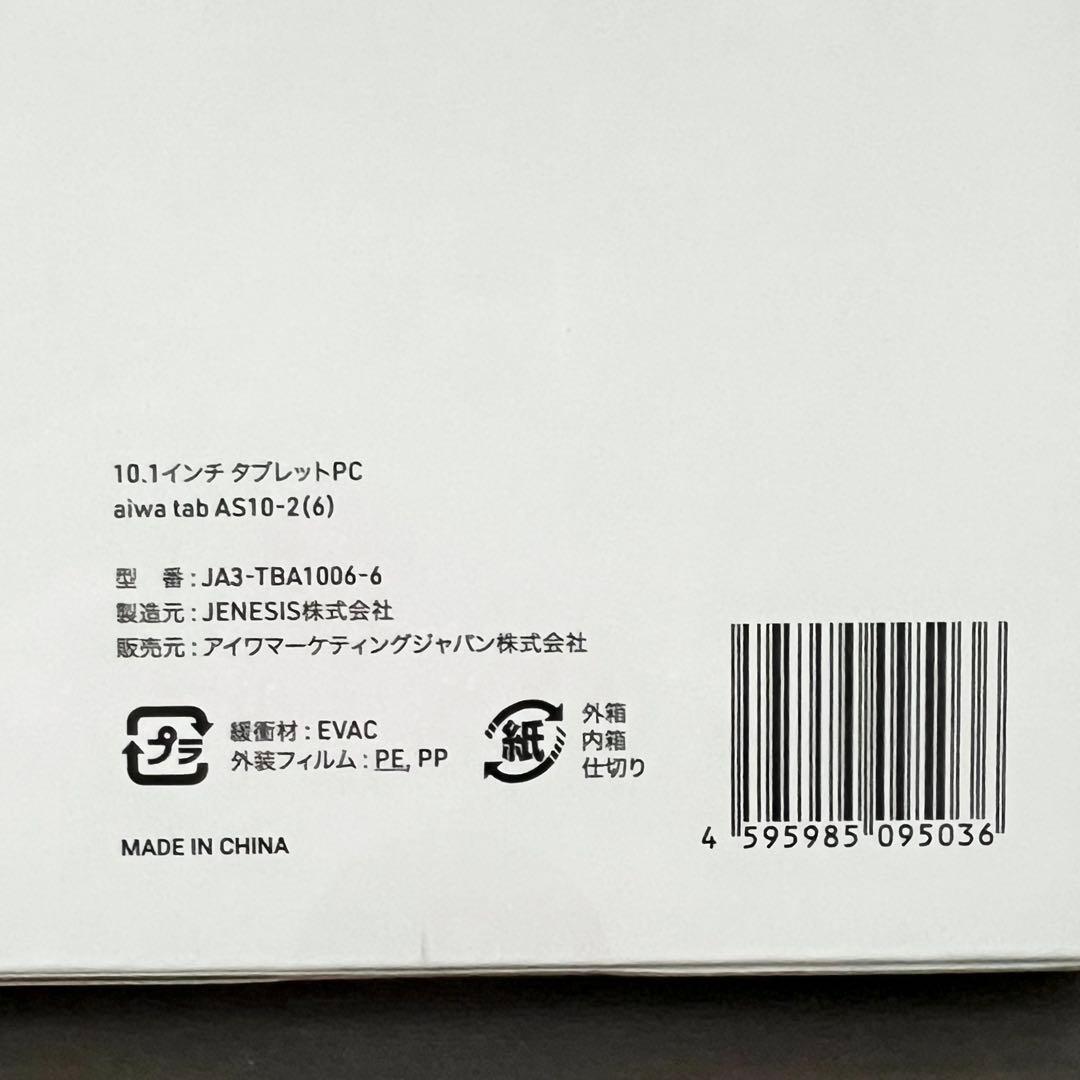 10.1インチ タブレットPC
aiwa tab AS10-2(6)
型 番 : JA3-TBA1006-6
製造元 : JENESIS株式会社
販売元 : アイワマーケティングジャパン株式会社
プラ
緩衝材 : EVAC
外装フィルム : PE, PP
紙
外箱
内箱
仕切り
MADE IN CHINA
4 595985 095036